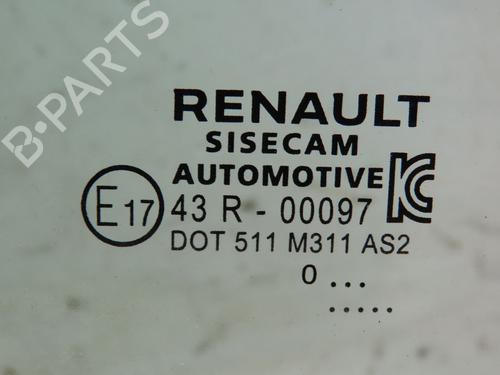 B-PARTS
RENAULT
SISECAM
AUTOMOTIVE
E17 43 R - 00097
DOT 511 M311 AS2
0 ...
.....